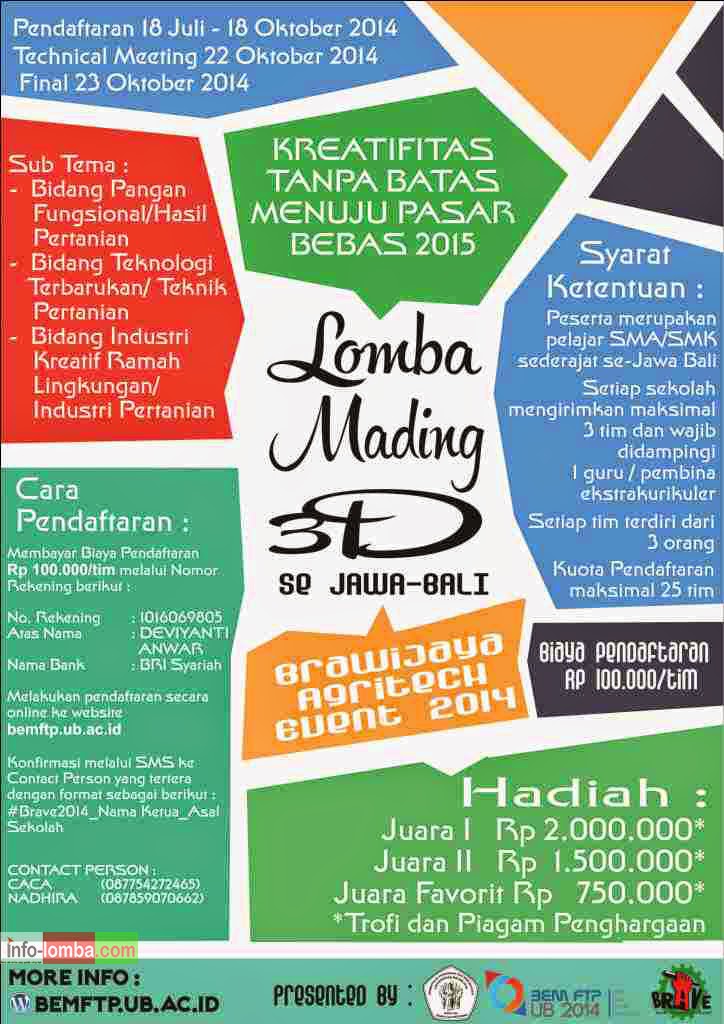 Pendaftaran 18 Juli - 18 Oktober 2014
Technical Meeting 22 Oktober 2014
Final 23 Oktober 2014
Sub Tema :
- Bidang Pangan
Fungsional/Hasil
Pertanian
- Bidang Teknologi
Terbarukan/ Teknik
Pertanian
- Bidang Industri
Kreatif Ramah
Lingkungan/
Industri Pertanian
KREATIFITAS
TANPA BATAS
MENUJU PASAR
BEBAS 2015
Syarat
Ketentuan :
Peserta merupakan
pelajar SMA/SMK
sederajat se-Jawa Bali
Setiap sekolah
mengirimkan maksimal
3 tim dan wajib
didampingi
1 guru / pembina
ekstrakurikuler
Setiap tim terdiri dari
3 orang
Kuota Pendaftaran
maksimal 25 tim
Lomba
Mading
3D
SE JAWA-BALI
Brawijaya
Agritech
Event 2014
Biaya Pendaftaran
Rp 100.000/tim
Cara
Pendaftaran :
Membayar Biaya Pendaftaran
Rp 100.000/tim melalui Nomor
Rekening berikut :
No. Rekening : 1016069805
Atas Nama : DEVIYANTI
ANWAR
Nama Bank : BRI Syariah
Melakukan pendaftaran secara
online ke website
bemftp.ub.ac.id
Konfirmasi melalui SMS ke
Contact Person yang tertera
dengan format sebagai berikut :
#Brave2014_Nama Ketua_Asal
Sekolah
CONTACT PERSON :
CACA (087754272465)
NADHIRA (087859070662)
Hadiah :
Juara I Rp 2.000.000*
Juara II Rp 1.500.000*
Juara Favorit Rp 750.000*
*Trofi dan Piagam Penghargaan
Info-lomba.com
MORE INFO :
BEMFTP.UB.AC.ID
Presented by :
BEM FTP
UB 2014
BRAVE